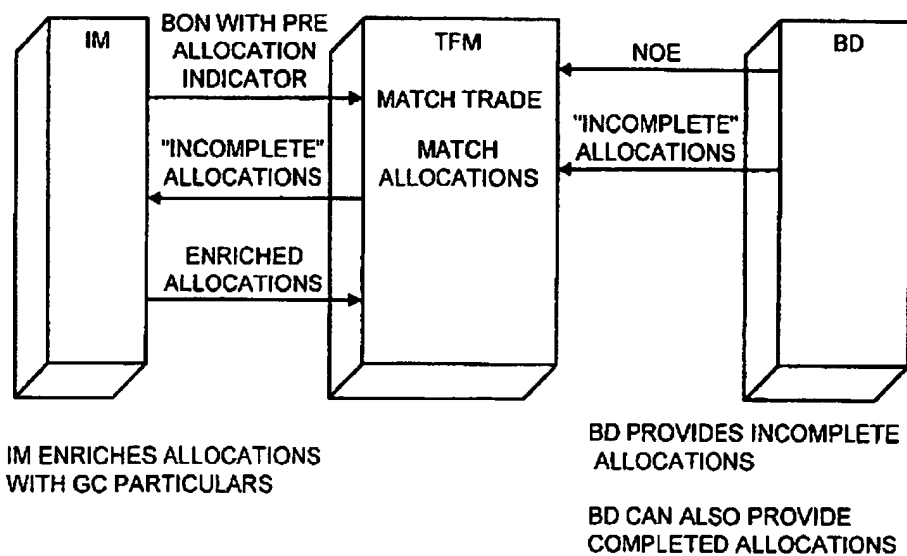 IM
BON WITH PRE
ALLOCATION
INDICATOR
TFM
NOE
BD
MATCH TRADE
"INCOMPLETE"
ALLOCATIONS
MATCH
ALLOCATIONS
"INCOMPLETE"
ALLOCATIONS
ENRICHED
ALLOCATIONS
IM ENRICHES ALLOCATIONS
WITH GC PARTICULARS
BD PROVIDES INCOMPLETE
ALLOCATIONS
BD CAN ALSO PROVIDE
COMPLETED ALLOCATIONS